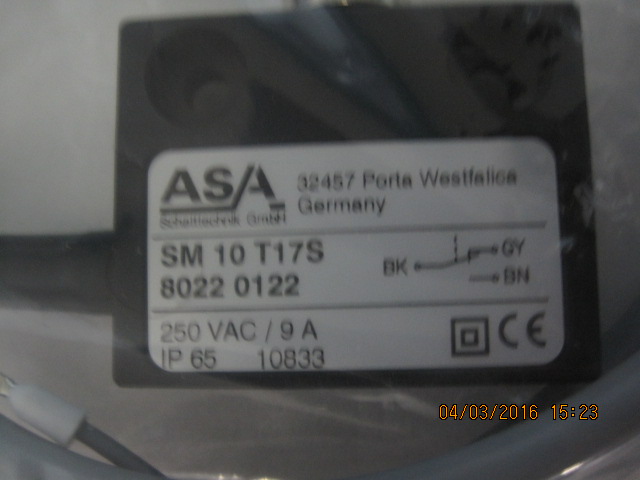 ASA
Schalttechnik GmbH
32457 Porta Westfalica
Germany
SM 10 T17S
8022 0122
BK
GY
BN
250 VAC / 9 A
IP 65 10833
CE
04/03/2016 15:23